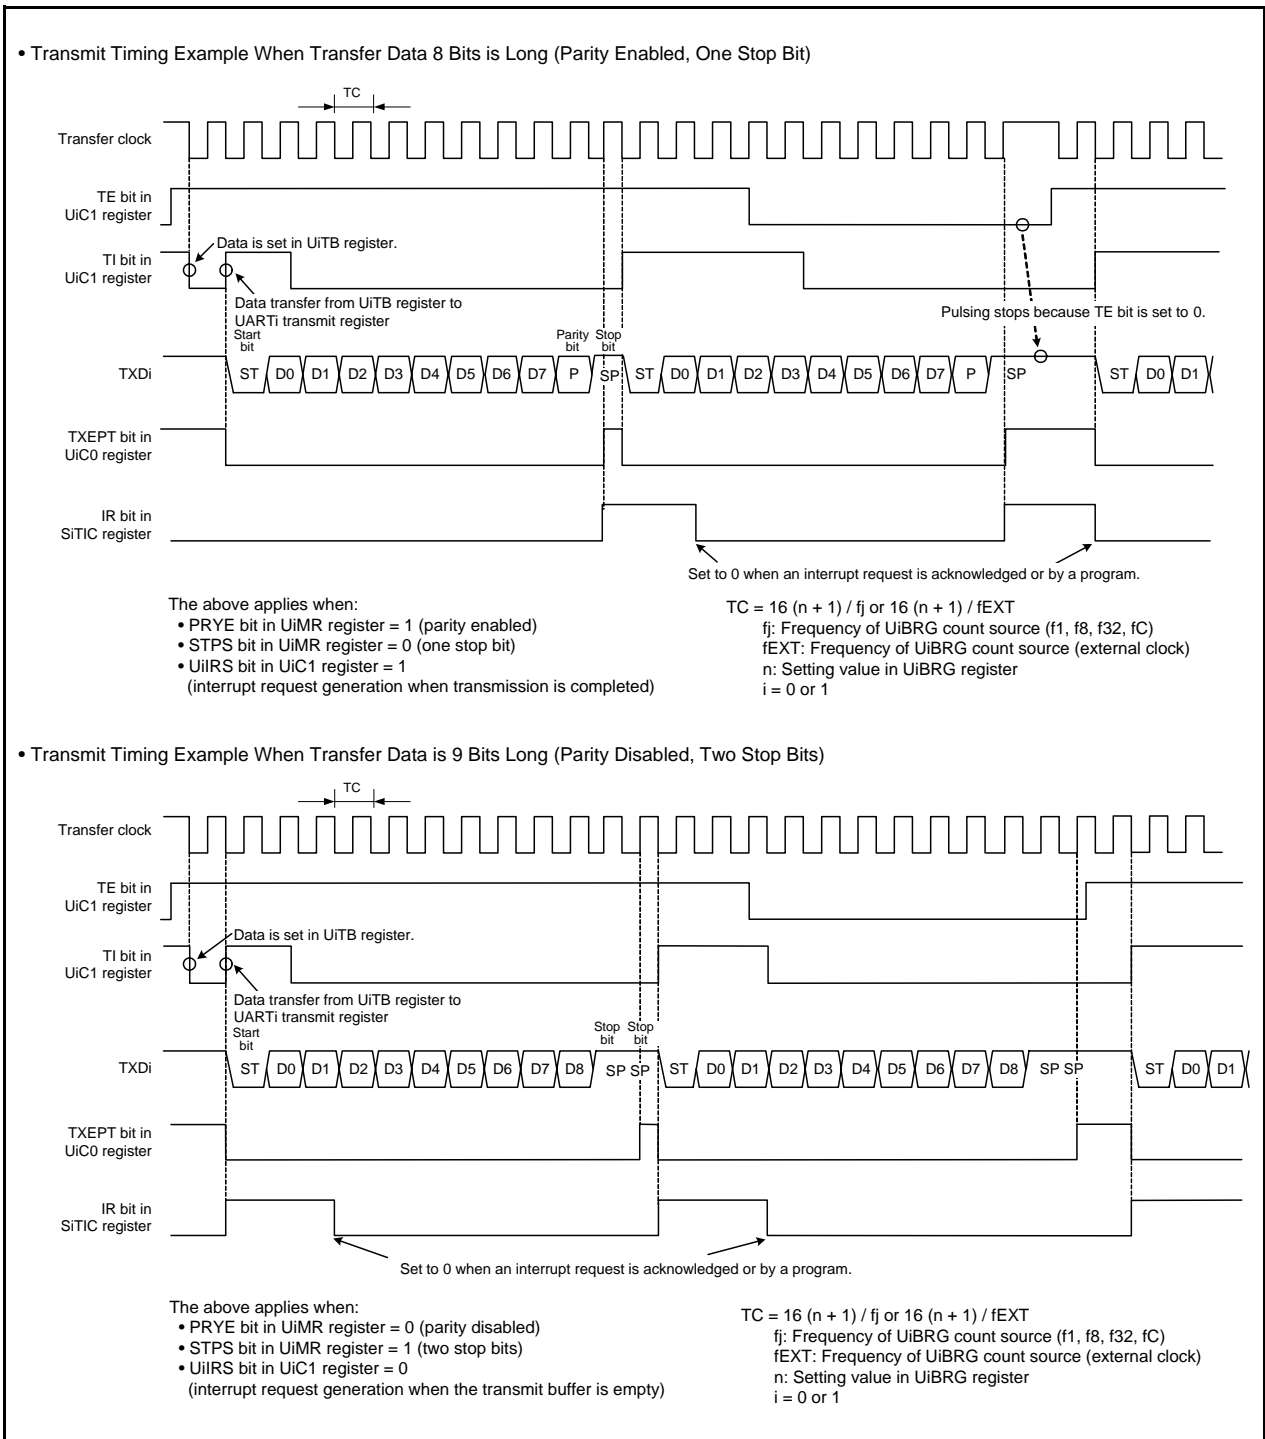 • Transmit Timing Example When Transfer Data 8 Bits is Long (Parity Enabled, One Stop Bit)
TC
Transfer clock
TE bit in
UiC1 register
Data is set in UiTB register.
TI bit in
UiC1 register
Data transfer from UiTB register to
UARTi transmit register
Pulsing stops because TE bit is set to 0.
Start
bit
Parity
bit
Stop
bit
TXDi
ST D0 D1 D2 D3 D4 D5 D6 D7 P SP ST D0 D1 D2 D3 D4 D5 D6 D7 P SP ST D0 D1
TXEPT bit in
UiC0 register
IR bit in
SiTIC register
Set to 0 when an interrupt request is acknowledged or by a program.
The above applies when:
• PRYE bit in UiMR register = 1 (parity enabled)
• STPS bit in UiMR register = 0 (one stop bit)
• UiIRS bit in UiC1 register = 1
(interrupt request generation when transmission is completed)
TC = 16 (n + 1) / fj or 16 (n + 1) / fEXT
fj: Frequency of UiBRG count source (f1, f8, f32, fC)
fEXT: Frequency of UiBRG count source (external clock)
n: Setting value in UiBRG register
i = 0 or 1
• Transmit Timing Example When Transfer Data is 9 Bits Long (Parity Disabled, Two Stop Bits)
TC
Transfer clock
TE bit in
UiC1 register
Data is set in UiTB register.
TI bit in
UiC1 register
Data transfer from UiTB register to
UARTi transmit register
Start
bit
Stop
bit
Stop
bit
TXDi
ST D0 D1 D2 D3 D4 D5 D6 D7 D8 SP SP ST D0 D1 D2 D3 D4 D5 D6 D7 D8 SP SP ST D0 D1
TXEPT bit in
UiC0 register
IR bit in
SiTIC register
Set to 0 when an interrupt request is acknowledged or by a program.
The above applies when:
• PRYE bit in UiMR register = 0 (parity disabled)
• STPS bit in UiMR register = 1 (two stop bits)
• UiIRS bit in UiC1 register = 0
(interrupt request generation when the transmit buffer is empty)
TC = 16 (n + 1) / fj or 16 (n + 1) / fEXT
fj: Frequency of UiBRG count source (f1, f8, f32, fC)
fEXT: Frequency of UiBRG count source (external clock)
n: Setting value in UiBRG register
i = 0 or 1